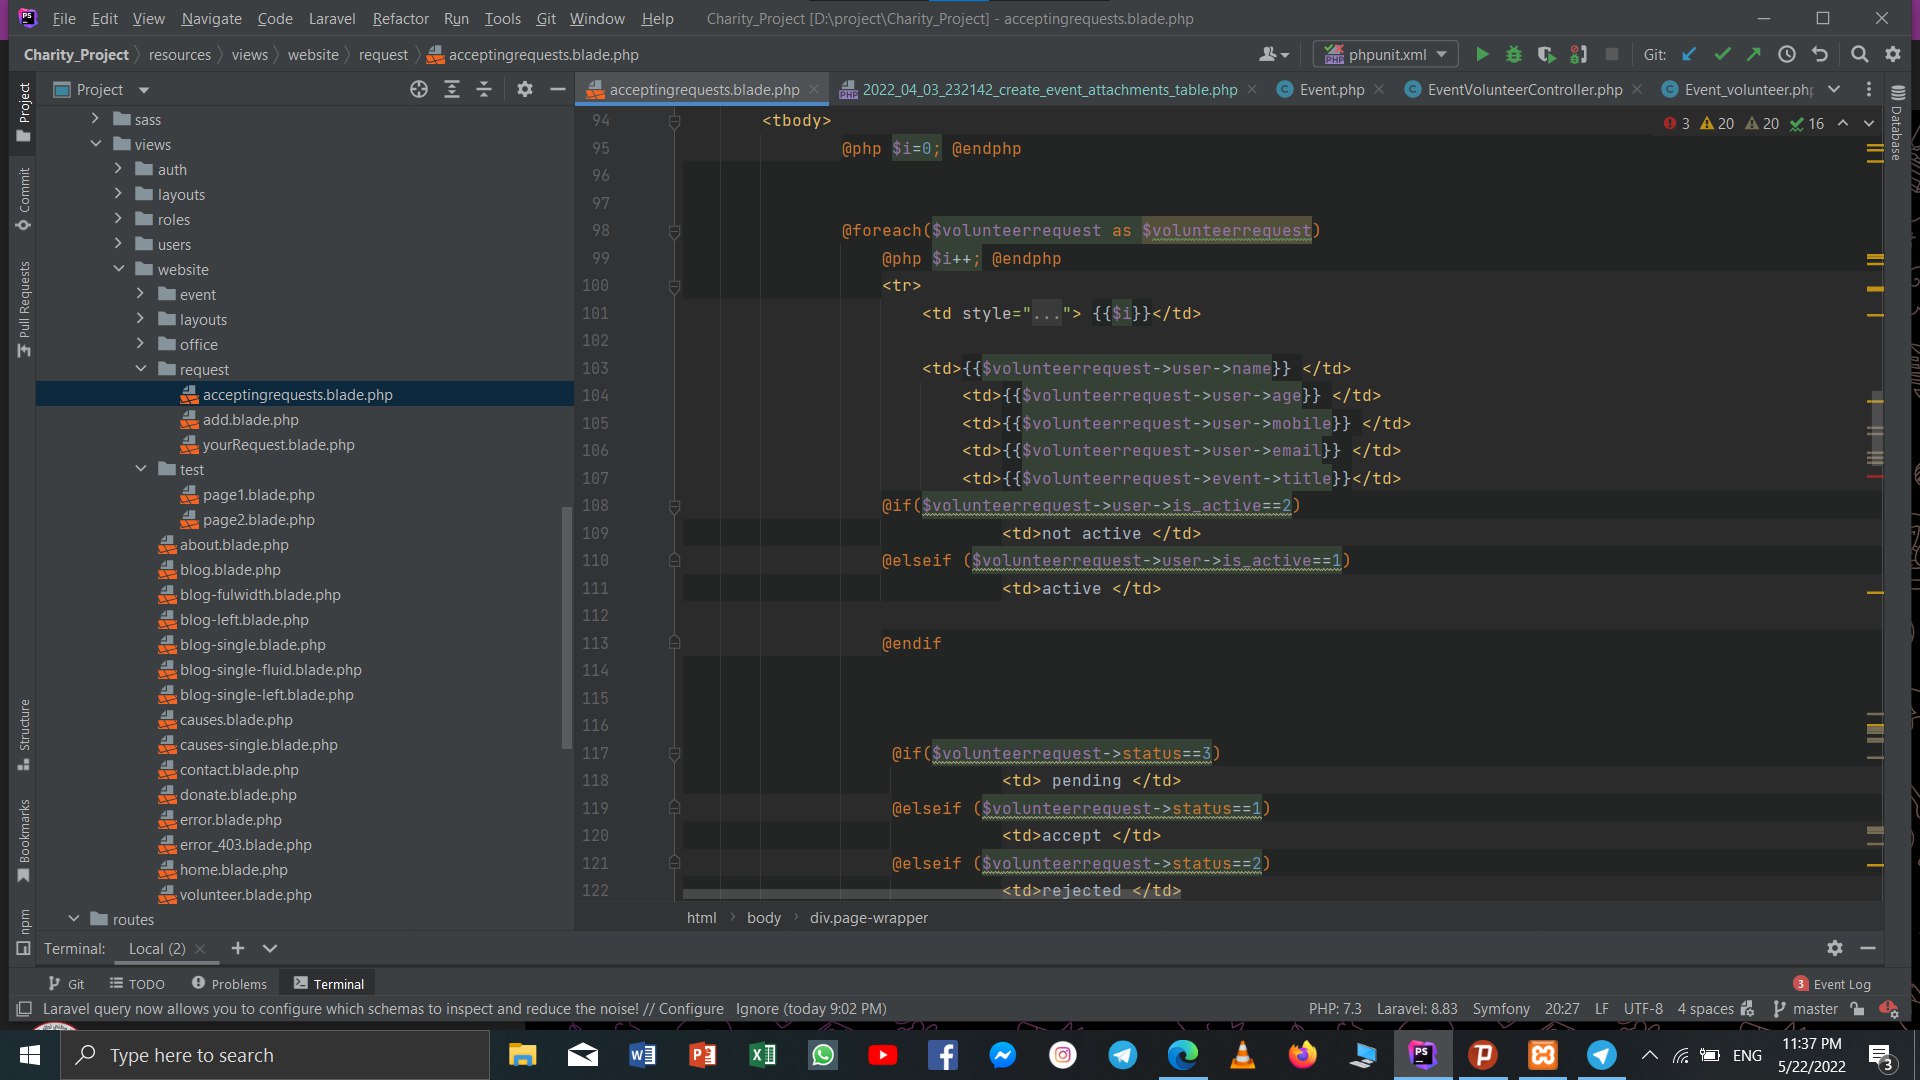 File Edit View Navigate Code Laravel Refactor Run Tools Git Window Help Charity_Project [D:\project\Charity_Project] - acceptingrequests.blade.php
Charity_Project resources views website request acceptingrequests.blade.php phpunit.xml Git:
Project
acceptingrequests.blade.php 2022_04_03_232142_create_event_attachments_table.php Event.php EventVolunteerController.php Event_volunteer.php
3 20 20 16
Project
Commit
Pull Requests
Structure
Bookmarks
npm
Database
sass
views
auth
layouts
roles
users
website
event
layouts
office
request
acceptingrequests.blade.php
add.blade.php
yourRequest.blade.php
test
page1.blade.php
page2.blade.php
about.blade.php
blog.blade.php
blog-fulwidth.blade.php
blog-left.blade.php
blog-single.blade.php
blog-single-fluid.blade.php
blog-single-left.blade.php
causes.blade.php
causes-single.blade.php
contact.blade.php
donate.blade.php
error.blade.php
error_403.blade.php
home.blade.php
volunteer.blade.php
routes
94 <tbody>
95 @php $i=0; @endphp
96
97
98 @foreach($volunteerrequest as $volunteerrequest)
99 @php $i++; @endphp
100 <tr>
101 <td style="..."> {{$i}}</td>
102
103 <td>{{$volunteerrequest->user->name}} </td>
104 <td>{{$volunteerrequest->user->age}} </td>
105 <td>{{$volunteerrequest->user->mobile}} </td>
106 <td>{{$volunteerrequest->user->email}} </td>
107 <td>{{$volunteerrequest->event->title}}</td>
108 @if($volunteerrequest->user->is_active==2)
109 <td>not active </td>
110 @elseif ($volunteerrequest->user->is_active==1)
111 <td>active </td>
112
113 @endif
114
115
116
117 @if($volunteerrequest->status==3)
118 <td> pending </td>
119 @elseif ($volunteerrequest->status==1)
120 <td>accept </td>
121 @elseif ($volunteerrequest->status==2)
122 <td>rejected </td>
html body div.page-wrapper
Terminal: Local (2)
Git TODO Problems Terminal 3 Event Log
Laravel query now allows you to configure which schemas to inspect and reduce the noise! // Configure Ignore (today 9:02 PM) PHP: 7.3 Laravel: 8.83 Symfony 20:27 LF UTF-8 4 spaces master
Type here to search ENG 11:37 PM
5/22/2022 3